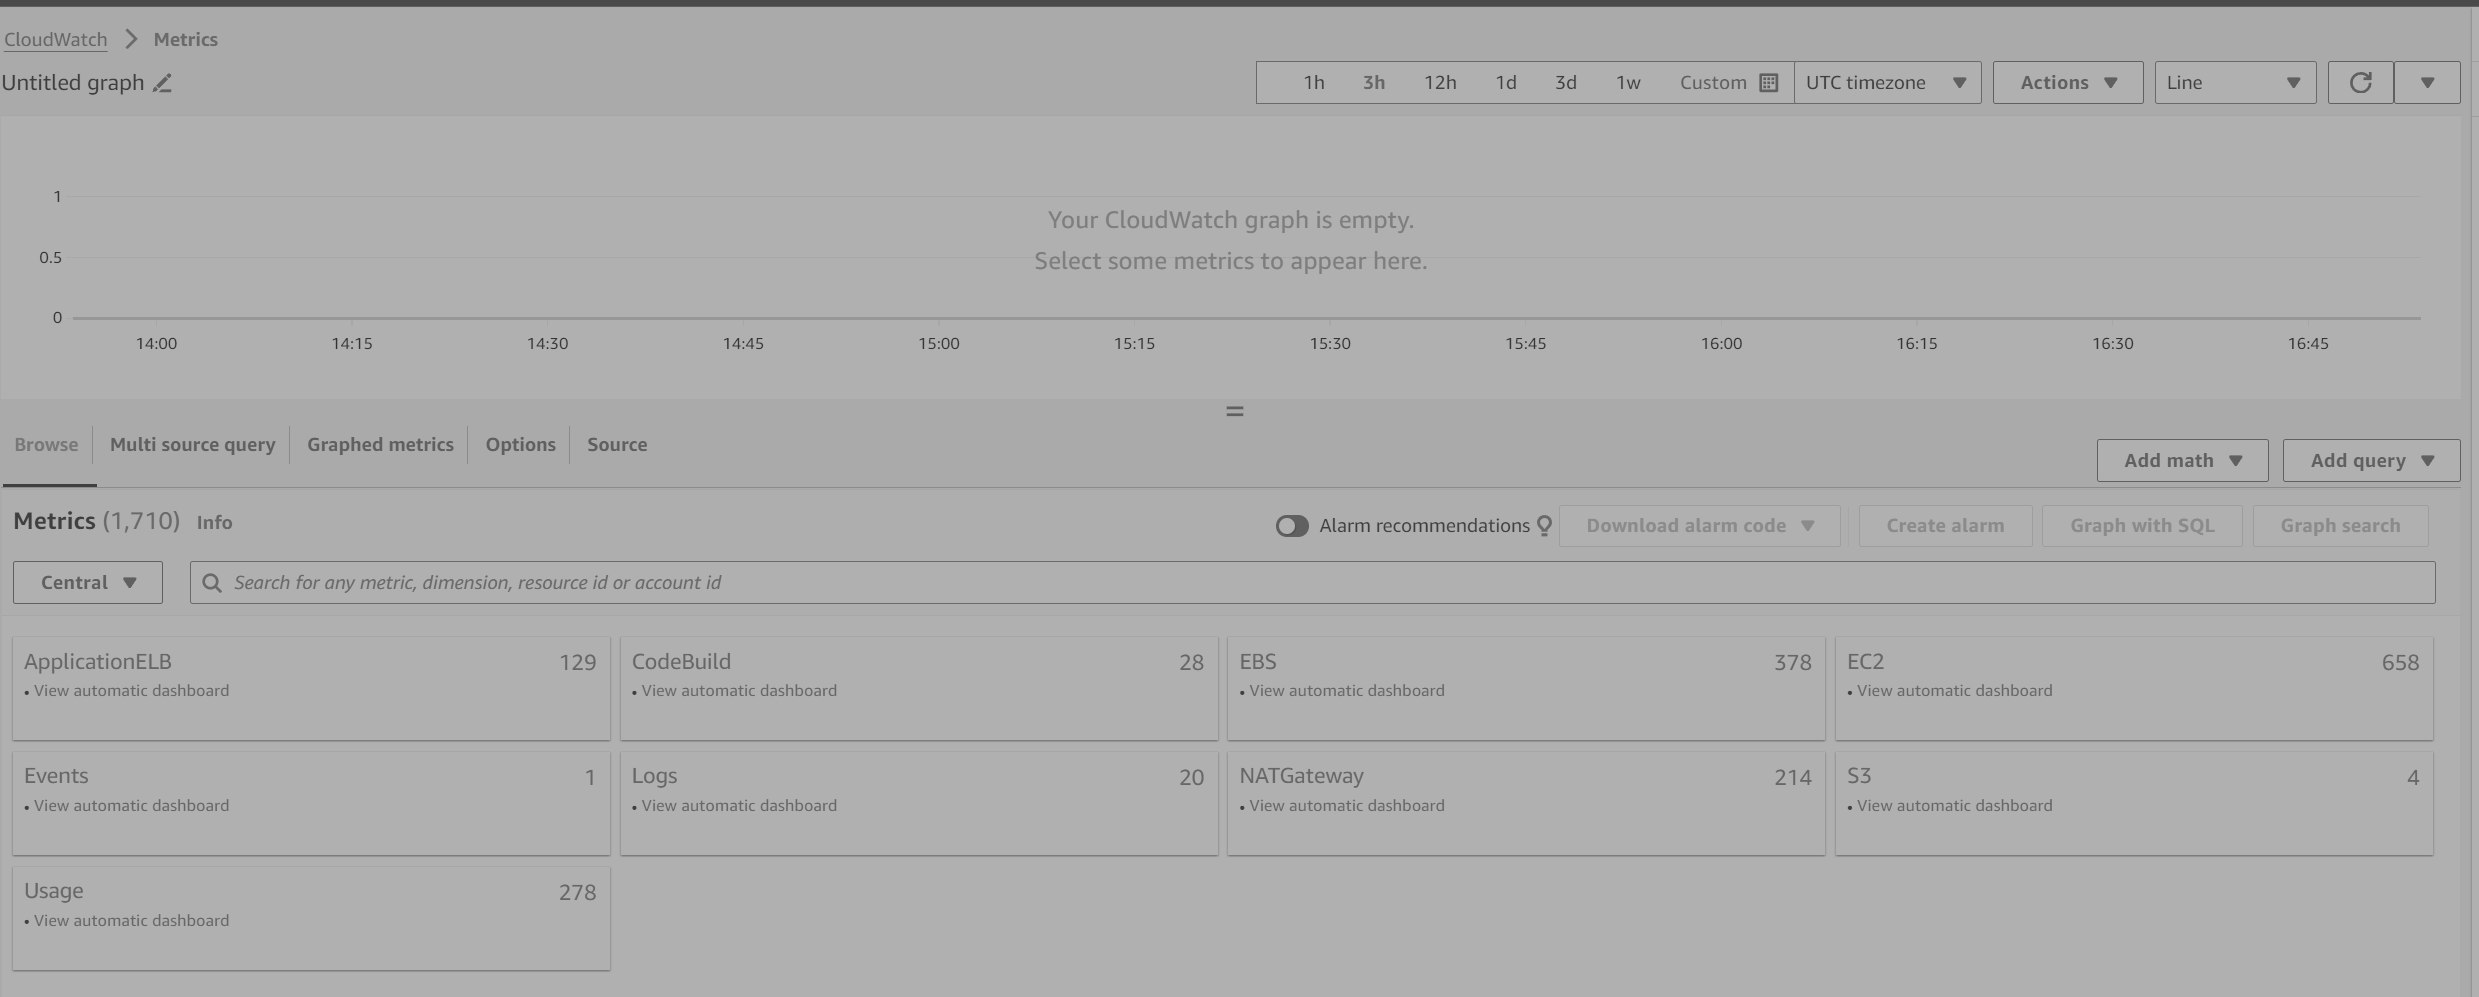 CloudWatch > Metrics
Untitled graph
1h 3h 12h 1d 3d 1w Custom UTC timezone Actions Line
1
0.5
0
Your CloudWatch graph is empty.
Select some metrics to appear here.
14:00 14:15 14:30 14:45 15:00 15:15 15:30 15:45 16:00 16:15 16:30 16:45
Browse Multi source query Graphed metrics Options Source
Add math Add query
Metrics (1,710) Info
Alarm recommendations Download alarm code Create alarm Graph with SQL Graph search
Central Search for any metric, dimension, resource id or account id
ApplicationELB 129
• View automatic dashboard
CodeBuild 28
• View automatic dashboard
EBS 378
• View automatic dashboard
EC2 658
• View automatic dashboard
Events 1
• View automatic dashboard
Logs 20
• View automatic dashboard
NATGateway 214
• View automatic dashboard
S3 4
• View automatic dashboard
Usage 278
• View automatic dashboard